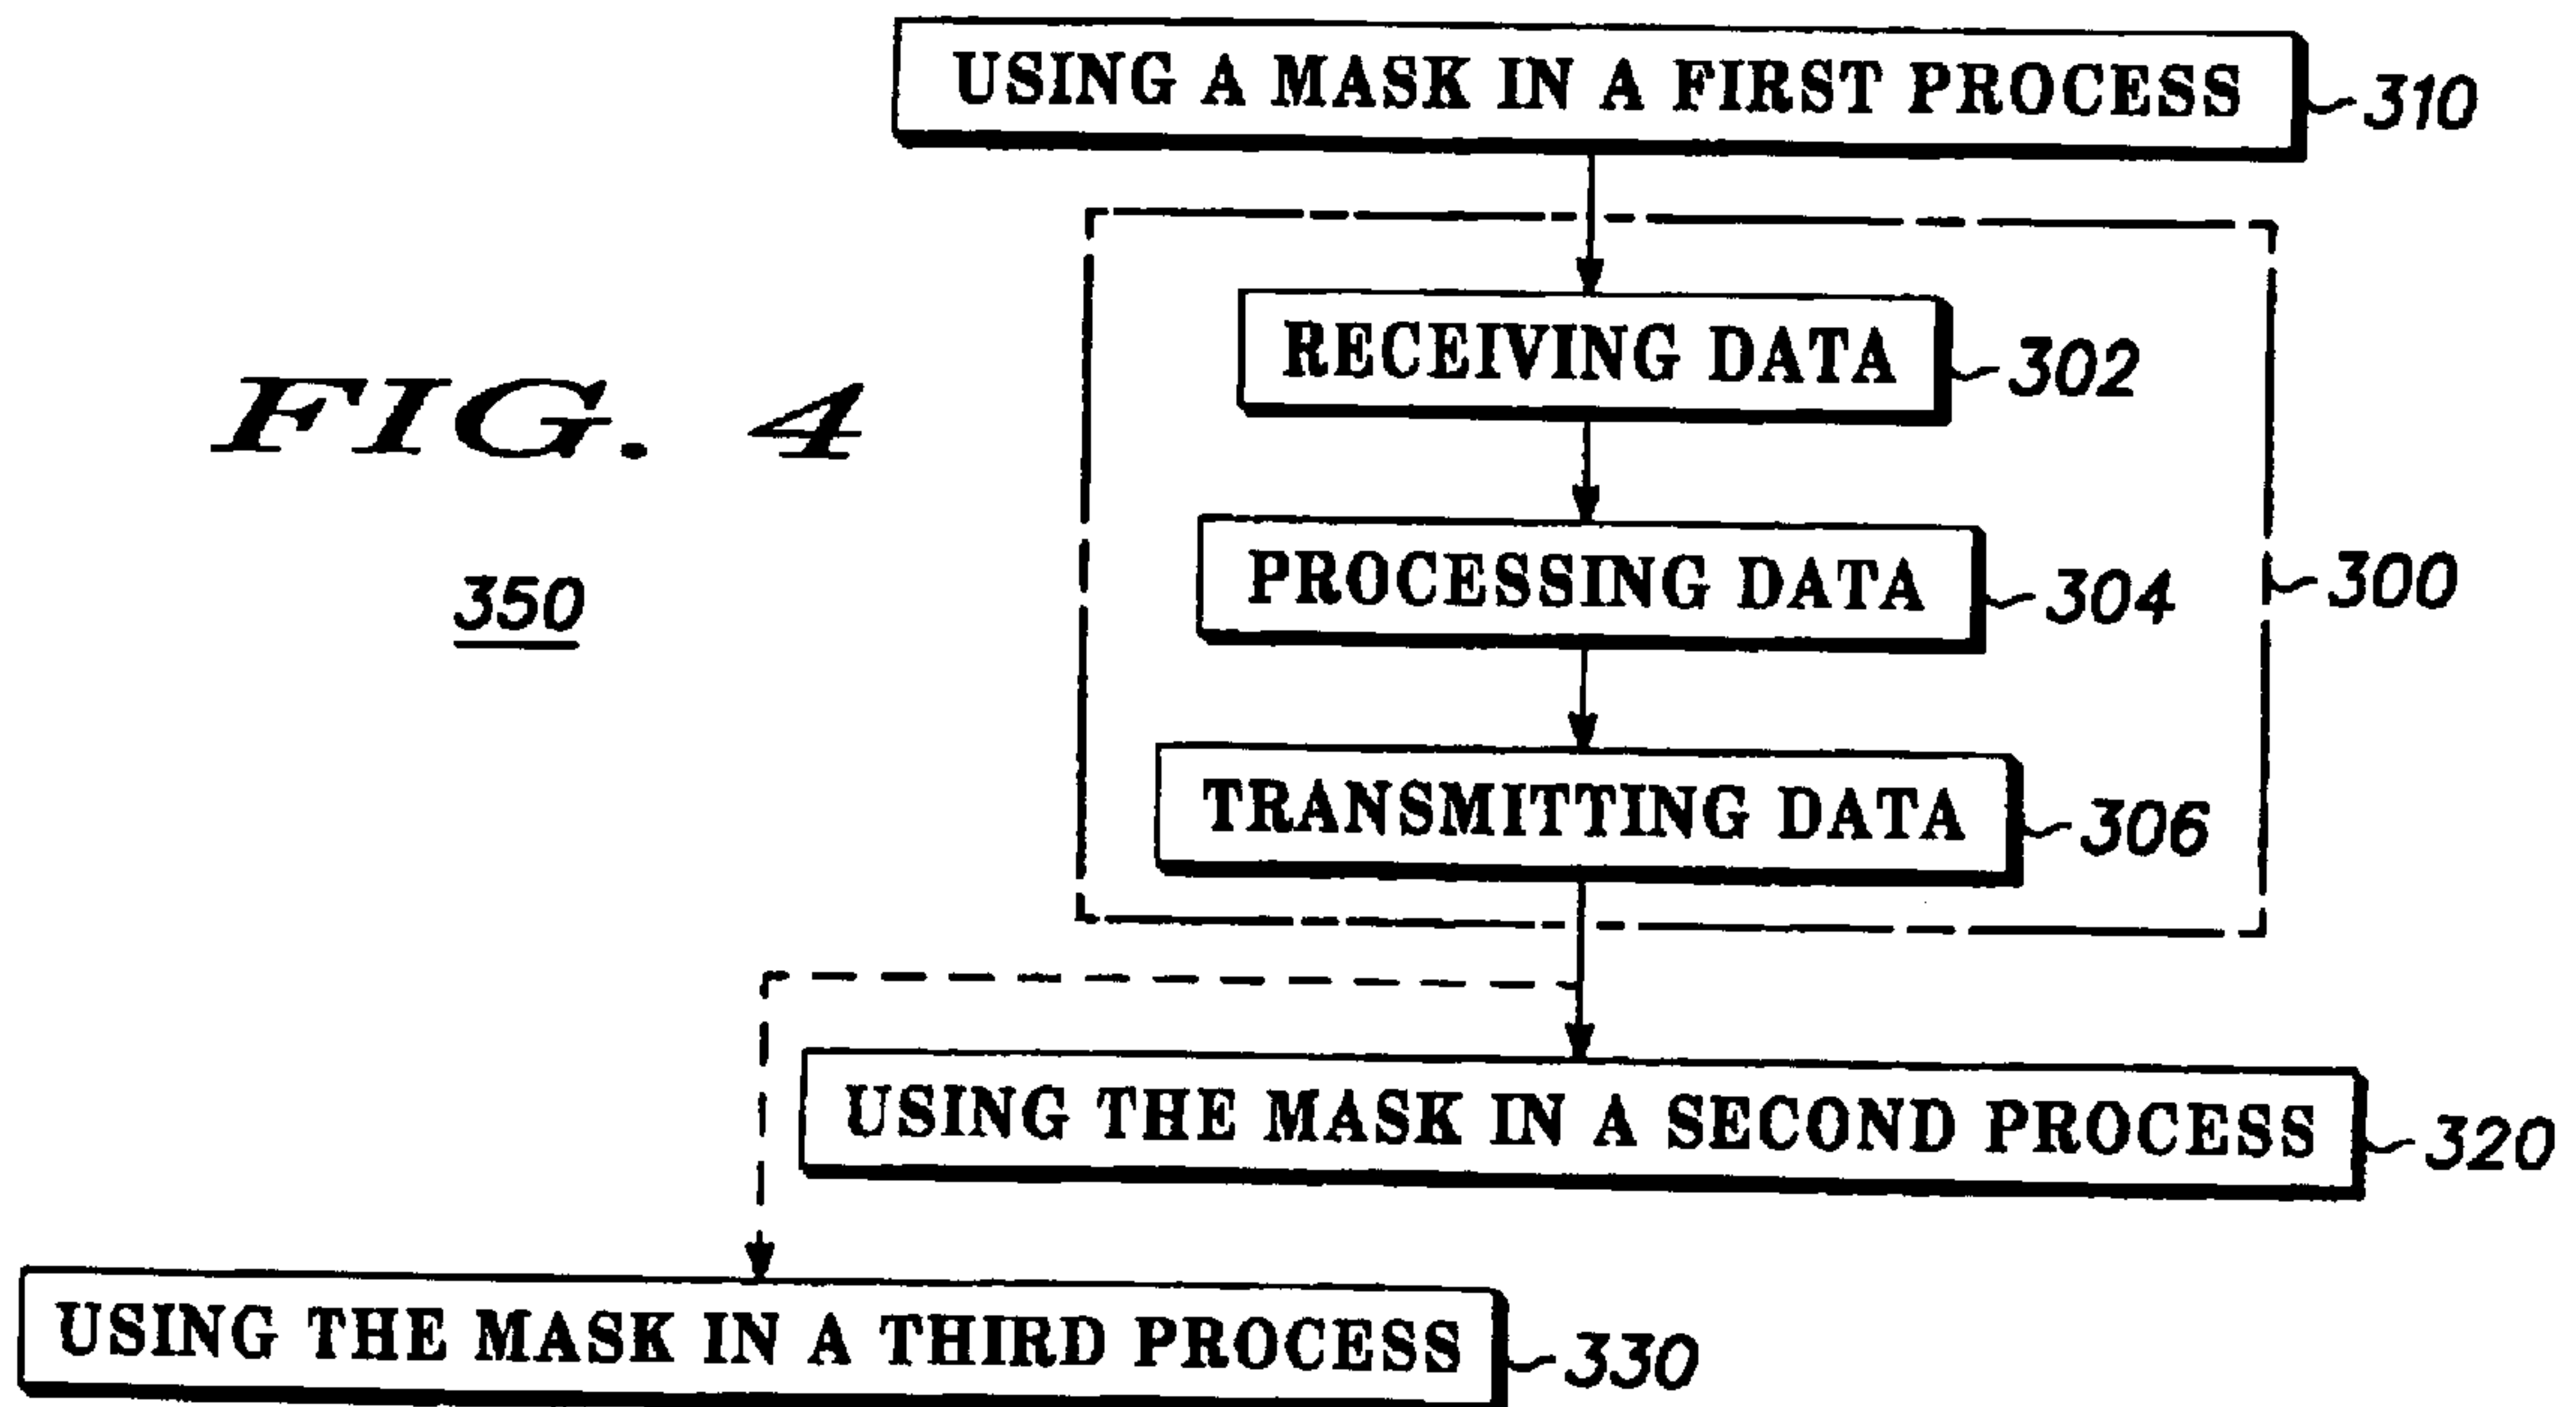 USING A MASK IN A FIRST PROCESS 310
RECEIVING DATA 302
FIG. 4
PROCESSING DATA 304
300
350
TRANSMITTING DATA 306
USING THE MASK IN A SECOND PROCESS 320
USING THE MASK IN A THIRD PROCESS 330